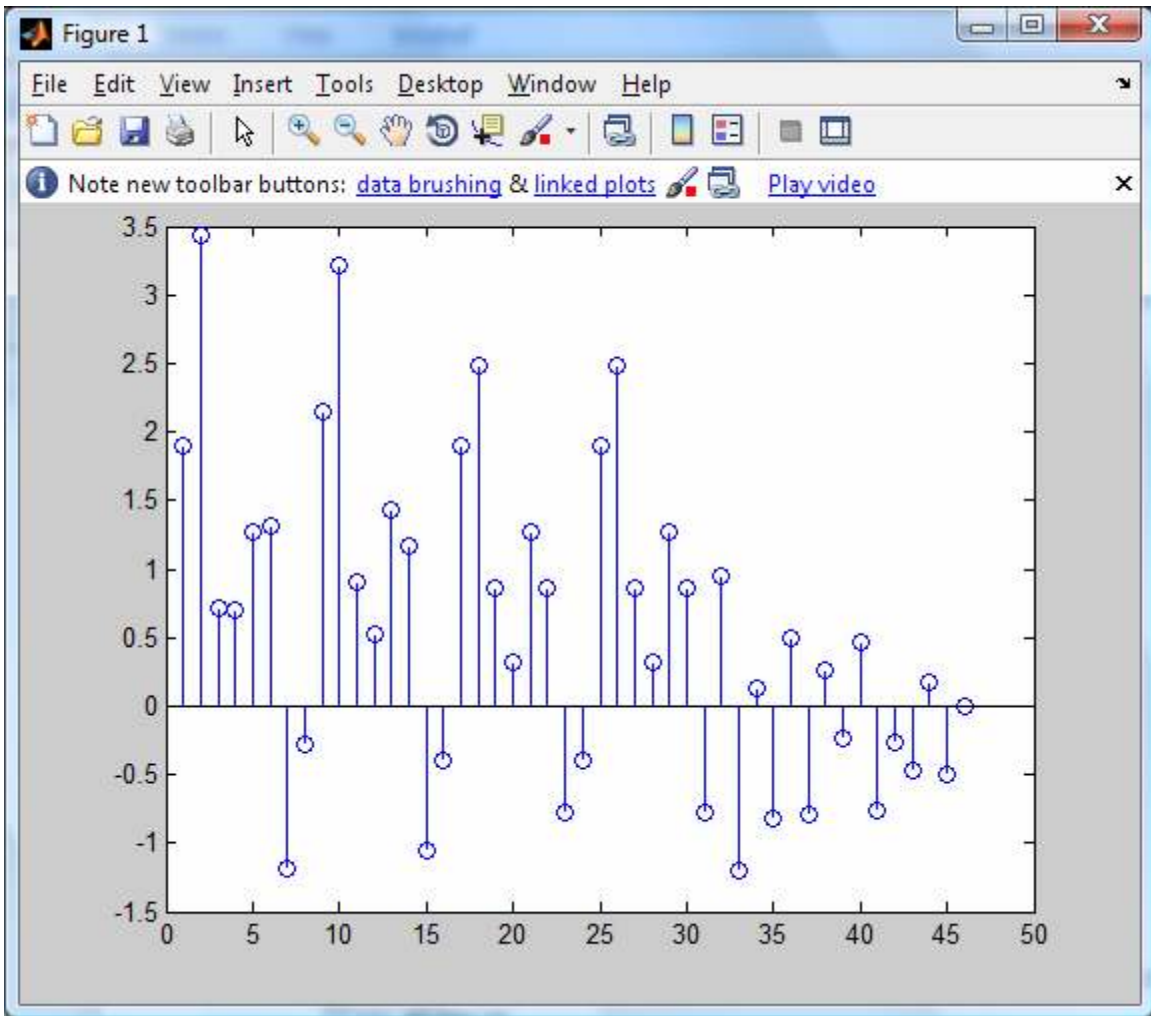 Figure 1
File Edit View Insert Tools Desktop Window Help
Note new toolbar buttons: data brushing & linked plots Play video
3.5
3
2.5
2
1.5
1
0.5
0
-0.5
-1
-1.5
0 5 10 15 20 25 30 35 40 45 50